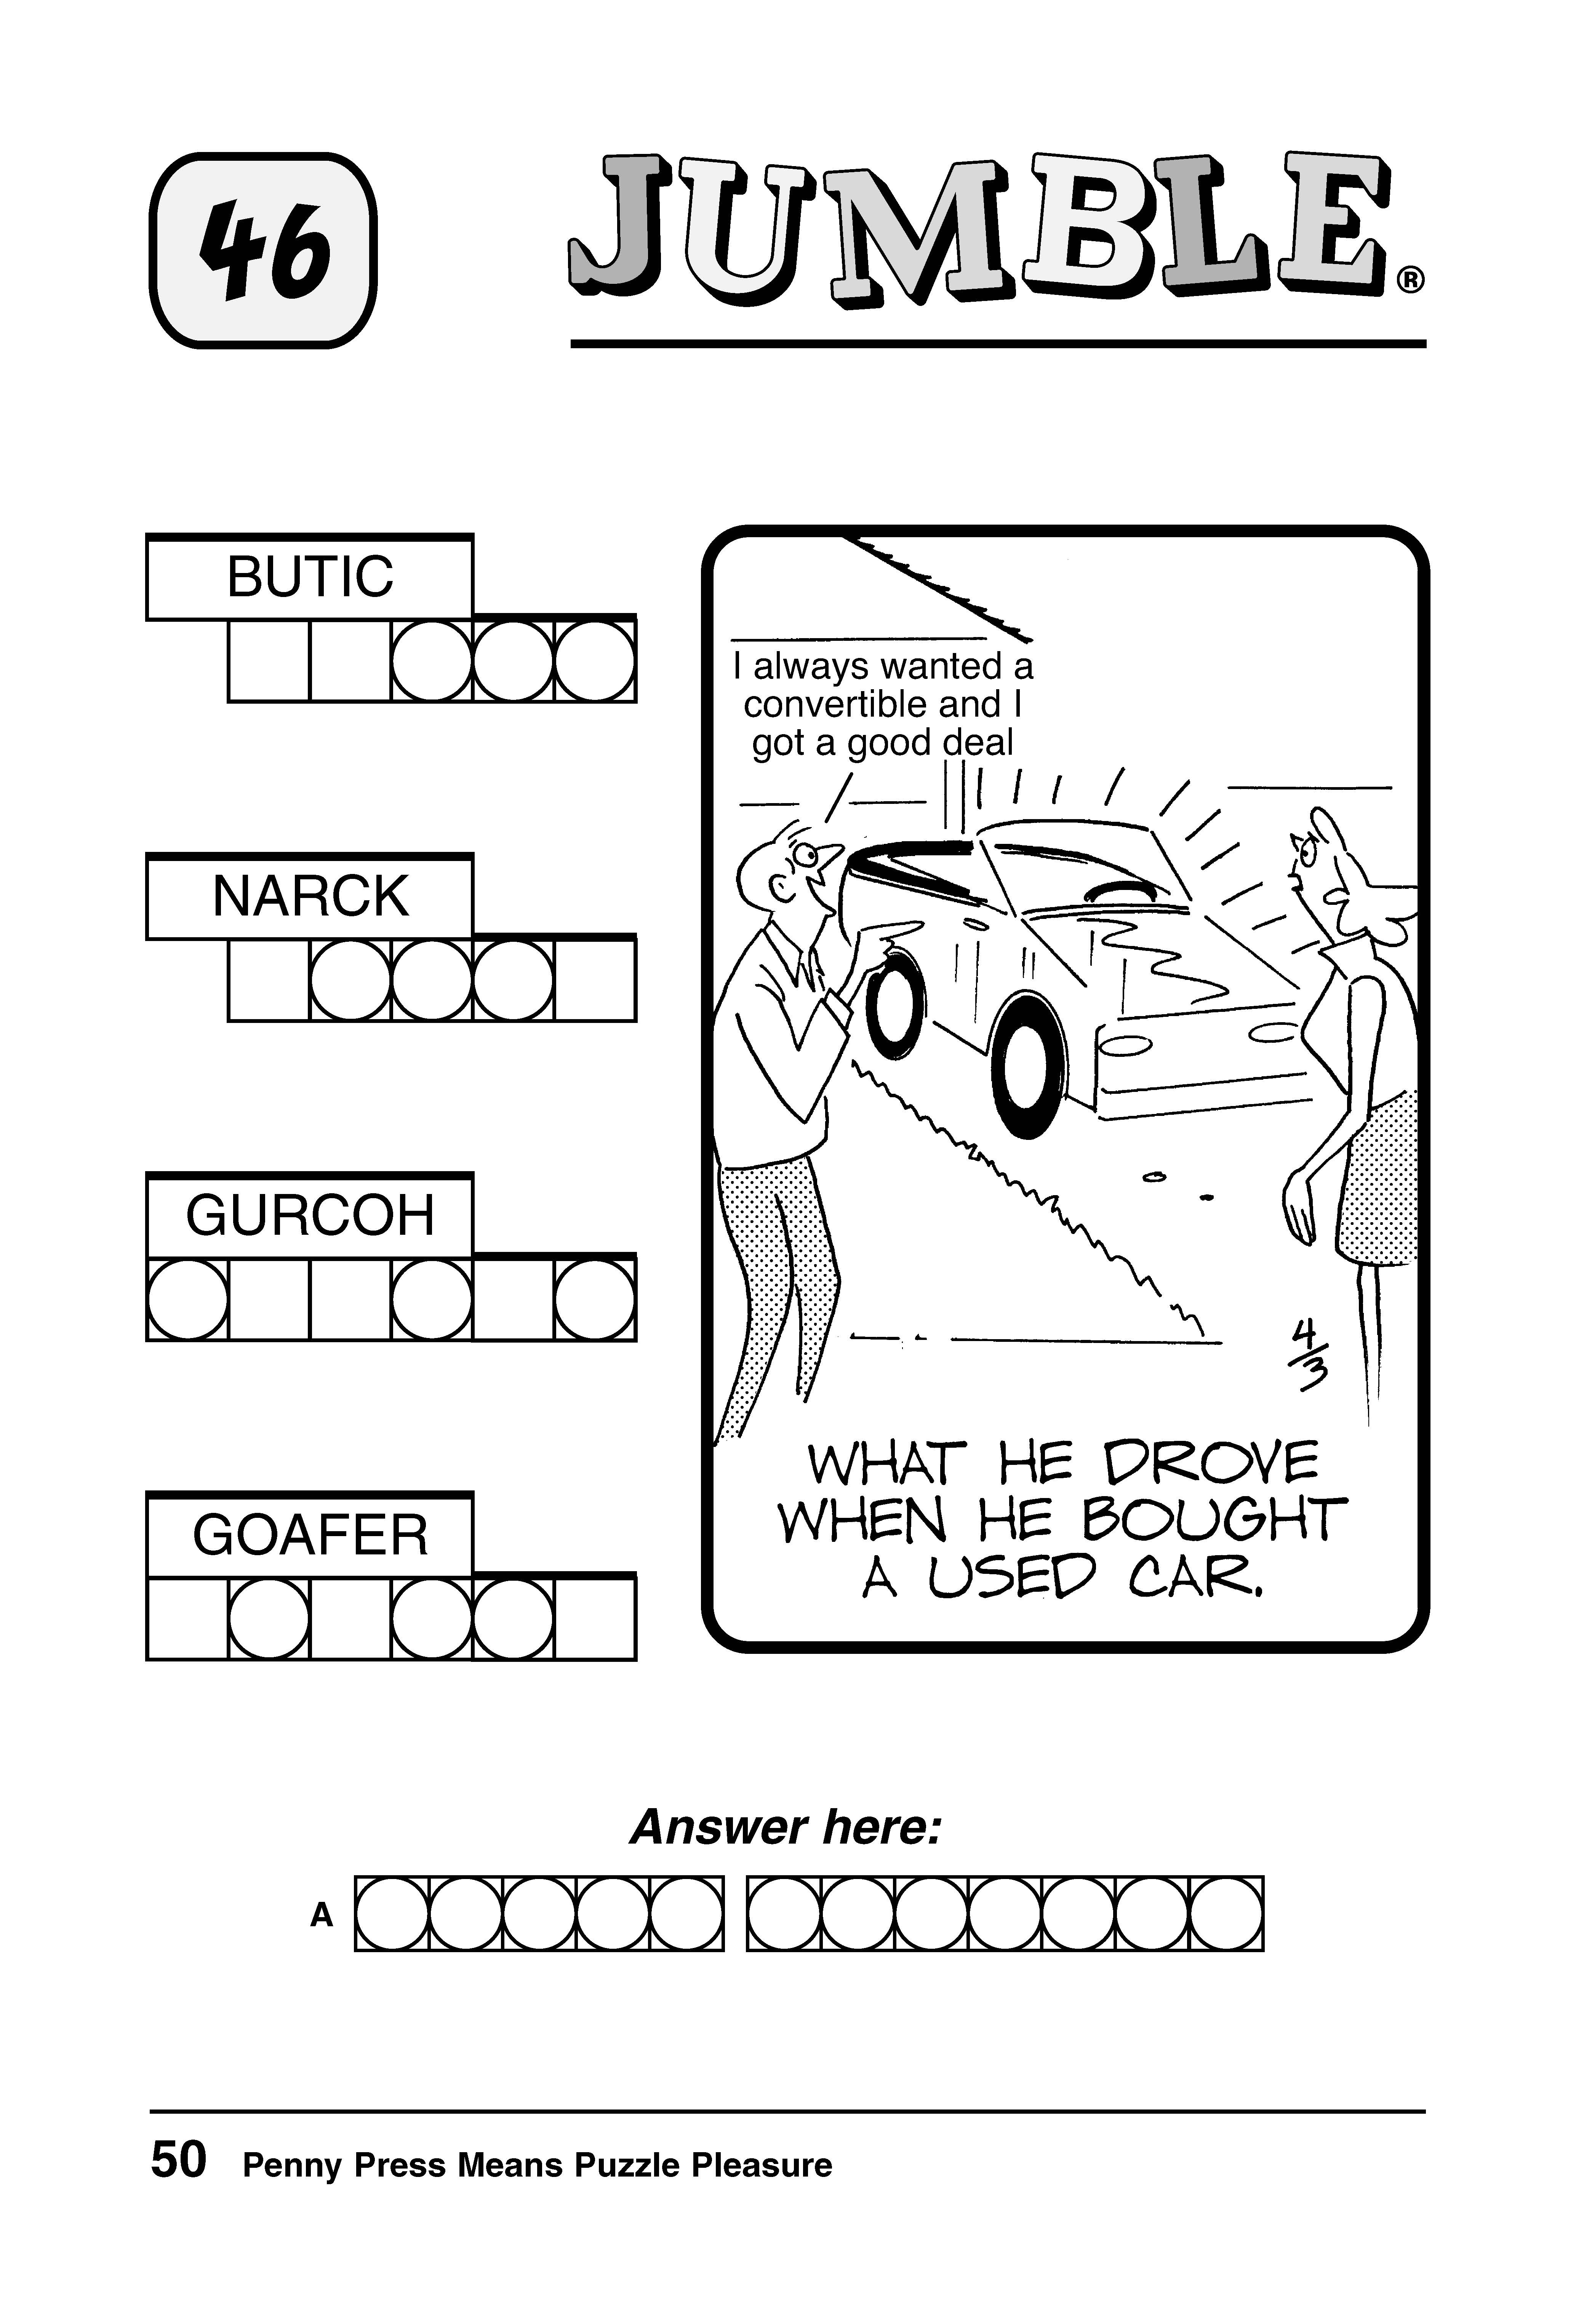 46
JUMBLE®
BUTIC
NARCK
GURCOH
GOAFER
I always wanted a
convertible and I
got a good deal
4/3
WHAT HE DROVE
WHEN HE BOUGHT
A USED CAR.
Answer here:
A
50 Penny Press Means Puzzle Pleasure